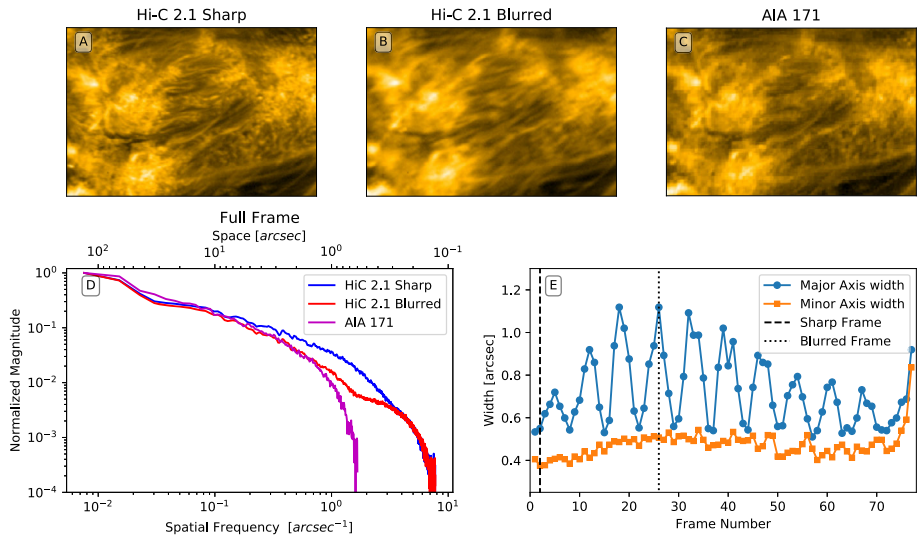 Hi-C 2.1 Sharp
Hi-C 2.1 Blurred
AIA 171
A
B
C
Full Frame
Space [arcsec]
10² 10¹ 10⁰ 10⁻¹
D
HiC 2.1 Sharp
HiC 2.1 Blurred
AIA 171
Normalized Magnitude
10⁰
10⁻¹
10⁻²
10⁻³
10⁻⁴
10⁻² 10⁻¹ 10⁰ 10¹
Spatial Frequency [arcsec⁻¹]
E
Major Axis width
Minor Axis width
Sharp Frame
Blurred Frame
Width [arcsec]
1.2
1.0
0.8
0.6
0.4
0 10 20 30 40 50 60 70
Frame Number